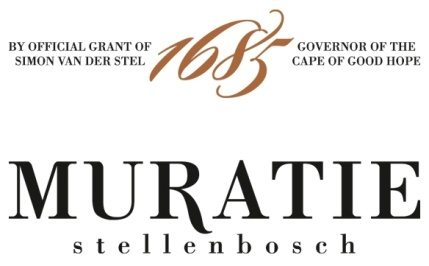 BY OFFICIAL GRANT OF 1685 GOVERNOR OF THE
SIMON VAN DER STEL CAPE OF GOOD HOPE
MURATIE
stellenbosch